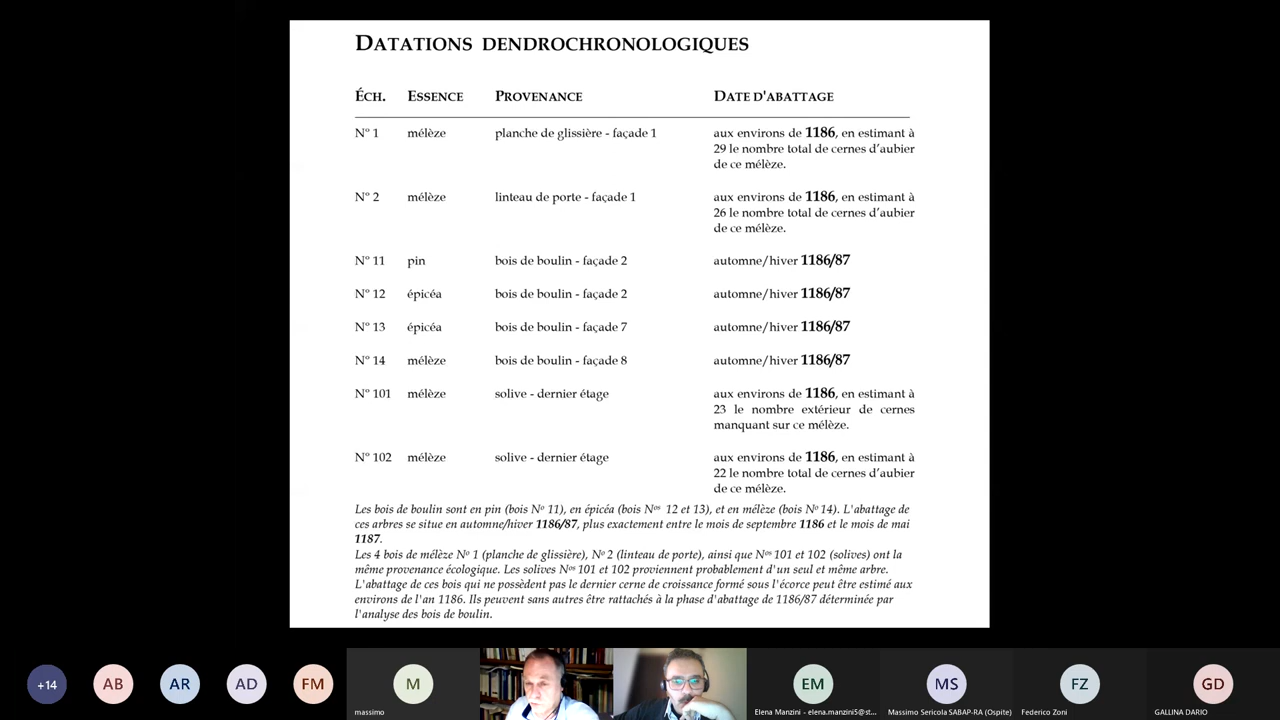 DATATIONS DENDROCHRONOLOGIQUES
ÉCH. ESSENCE PROVENANCE DATE D'ABATTAGE
Nº 1 mélèze planche de glissière - façade 1 aux environs de 1186, en estimant à
29 le nombre total de cernes d'aubier
de ce mélèze.
Nº 2 mélèze linteau de porte - façade 1 aux environs de 1186, en estimant à
26 le nombre total de cernes d'aubier
de ce mélèze.
Nº 11 pin bois de boulin - façade 2 automne/hiver 1186/87
Nº 12 épicéa bois de boulin - façade 2 automne/hiver 1186/87
Nº 13 épicéa bois de boulin - façade 7 automne/hiver 1186/87
Nº 14 mélèze bois de boulin - façade 8 automne/hiver 1186/87
Nº 101 mélèze solive - dernier étage aux environs de 1186, en estimant à
23 le nombre extérieur de cernes
manquant sur ce mélèze.
Nº 102 mélèze solive - dernier étage aux environs de 1186, en estimant à
22 le nombre total de cernes d'aubier
de ce mélèze.
Les bois de boulin sont en pin (bois Nº 11), en épicéa (bois Nos 12 et 13), et en mélèze (bois Nº 14). L'abattage de
ces arbres se situe en automne/hiver 1186/87, plus exactement entre le mois de septembre 1186 et le mois de mai
1187.
Les 4 bois de mélèze Nº 1 (planche de glissière), Nº 2 (linteau de porte), ainsi que Nos 101 et 102 (solives) ont la
même provenance écologique. Les solives Nos 101 et 102 proviennent probablement d'un seul et même arbre.
L'abattage de ces bois qui ne possèdent pas le dernier cerne de croissance formé sous l'écorce peut être estimé aux
environs de l'an 1186. Ils peuvent sans autres être rattachés à la phase d'abattage de 1186/87 déterminée par
l'analyse des bois de boulin.
+14 AB AR AD FM M EM MS FZ GD
massimo Elena Manzini - elena.manzini5@st... Massimo Sericola SABAP-RA (Ospite) Federico Zoni GALLINA DARIO